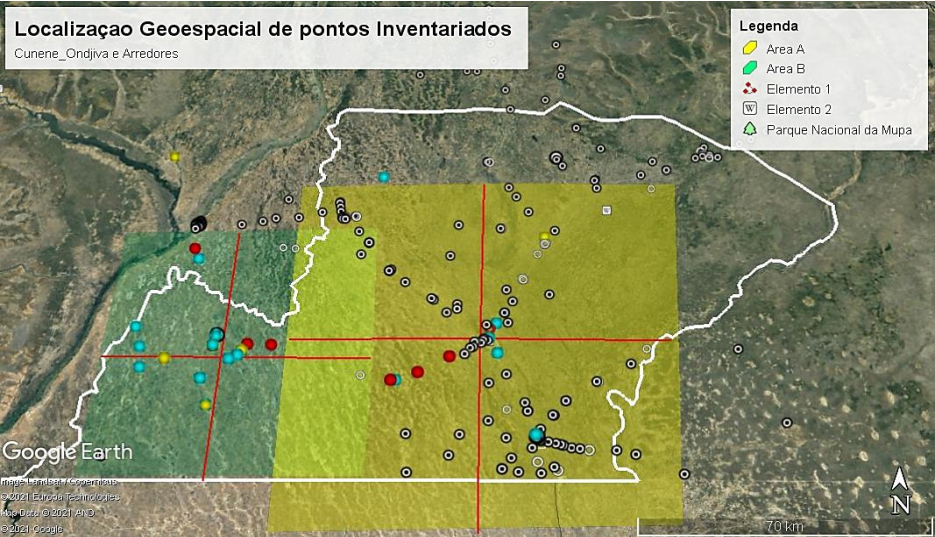 Localizaçao Geoespacial de pontos Inventariados
Cunene_Ondjiva e Arredores
Legenda
Area A
Area B
Elemento 1
W Elemento 2
Parque Nacional da Mupa
W
Google Earth
Image Landsat / Copernicus
© 2021 Europa Technologies
Map Data © 2021 AND
© 2021 Google
N
70 km